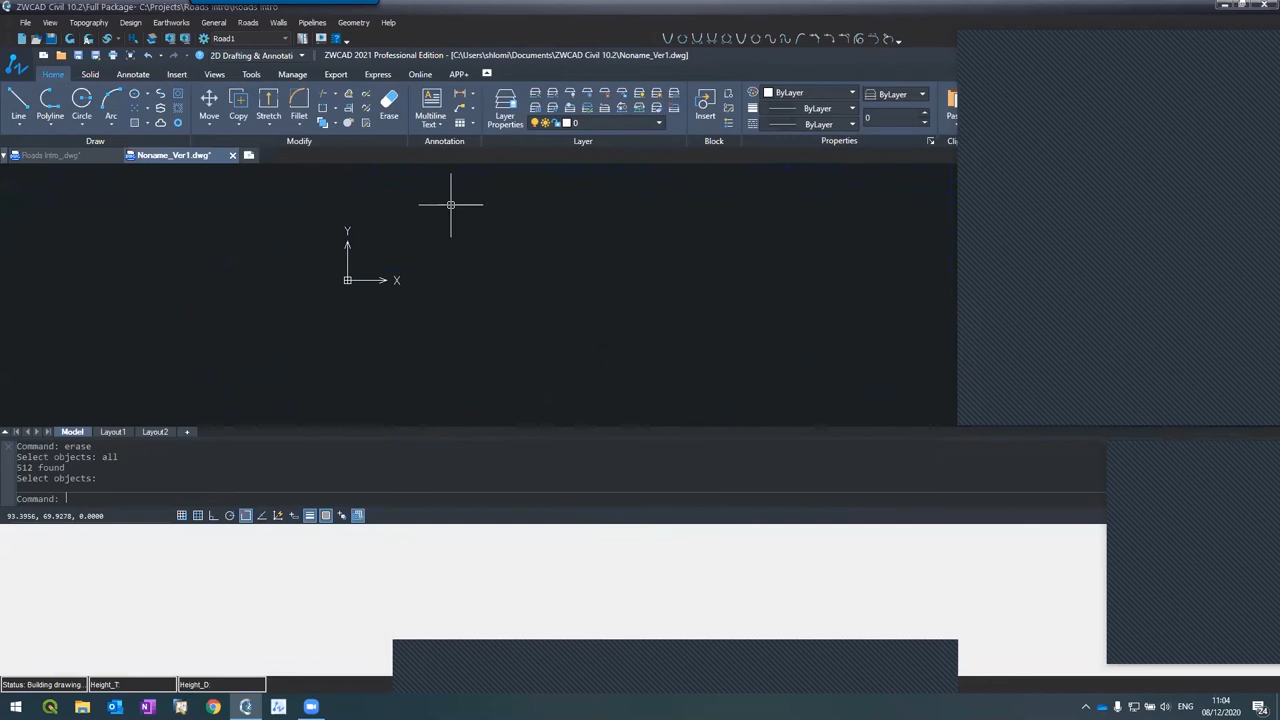 ZWCAD Civil 10.2\Full Package- C:\Projects\Roads Intro\Roads Intro
File View Topography Design Earthworks General Roads Walls Pipelines Geometry Help
Road1
2D Drafting & Annotati
ZWCAD 2021 Professional Edition - [C:\Users\shlomi\Documents\ZWCAD Civil 10.2\Noname_Ver1.dwg]
Home Solid Annotate Insert Views Tools Manage Export Express Online APP+
ByLayer
ByLayer
ByLayer
ByLayer
0
Line Polyline Circle Arc Move Copy Stretch Fillet Erase Multiline Text Layer Properties 0 Insert
Draw Modify Annotation Layer Block Properties
Roads Intro_.dwg* Noname_Ver1.dwg*
Y
X
Model Layout1 Layout2 +
Command: erase
Select objects: all
512 found
Select objects:
Command:
93.3956, 69.9278, 0.0000
Status: Building drawing... Height_T: Height_D:
ENG
11:04
08/12/2020
24